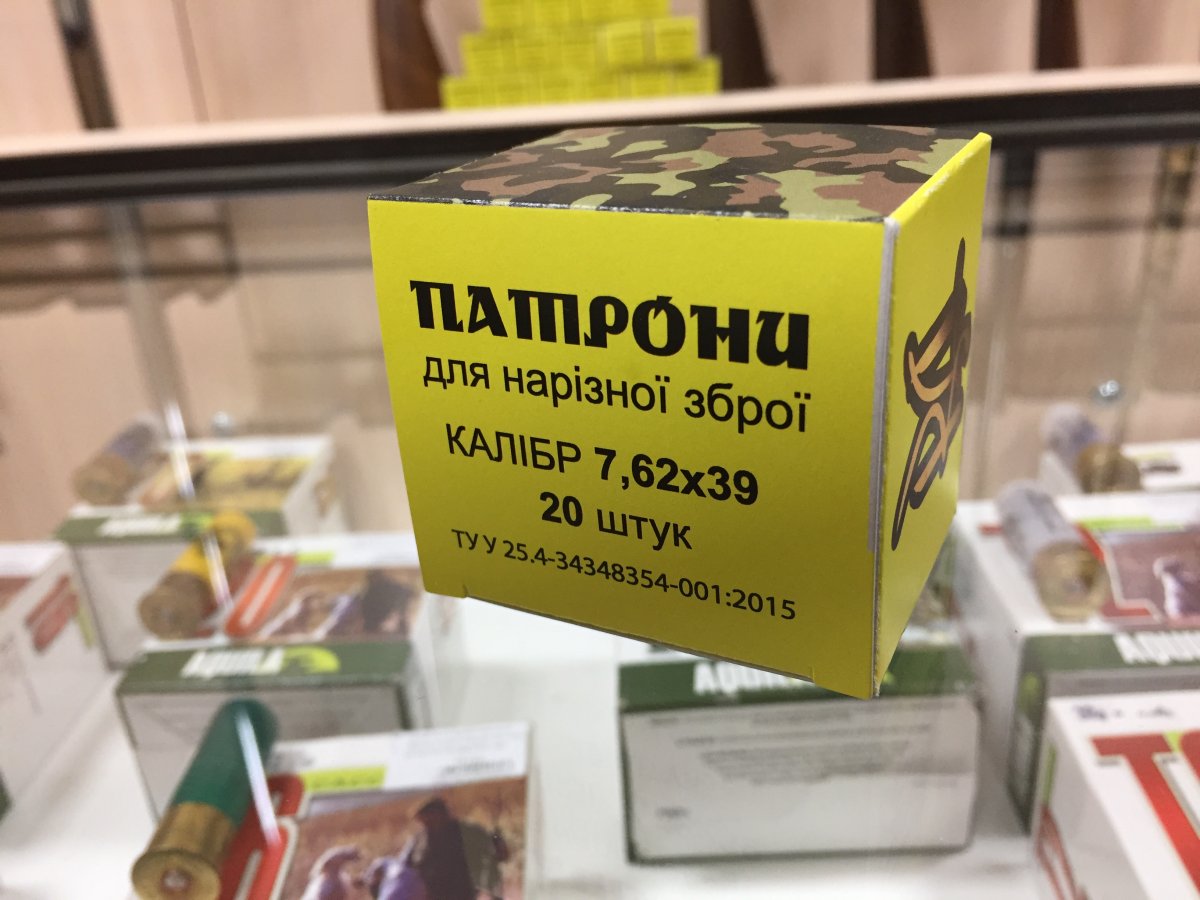 ПАТРОНИ
для нарізної зброї
КАЛІБР 7,62x39
20 штук
ТУ У 25.4-34348354-001:2015